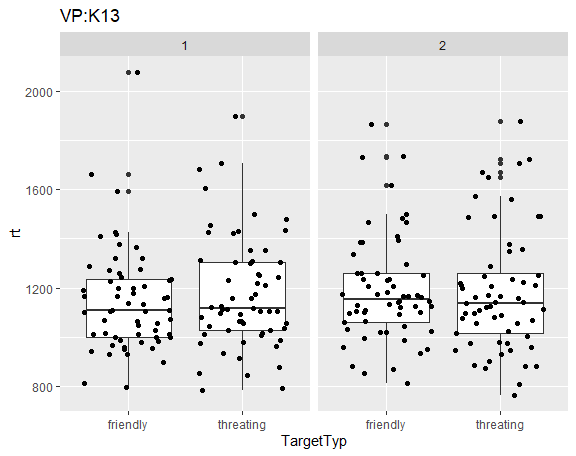 VP:K13
1 2
2000
1600
1200
800
rt
friendly threating friendly threating
TargetTyp